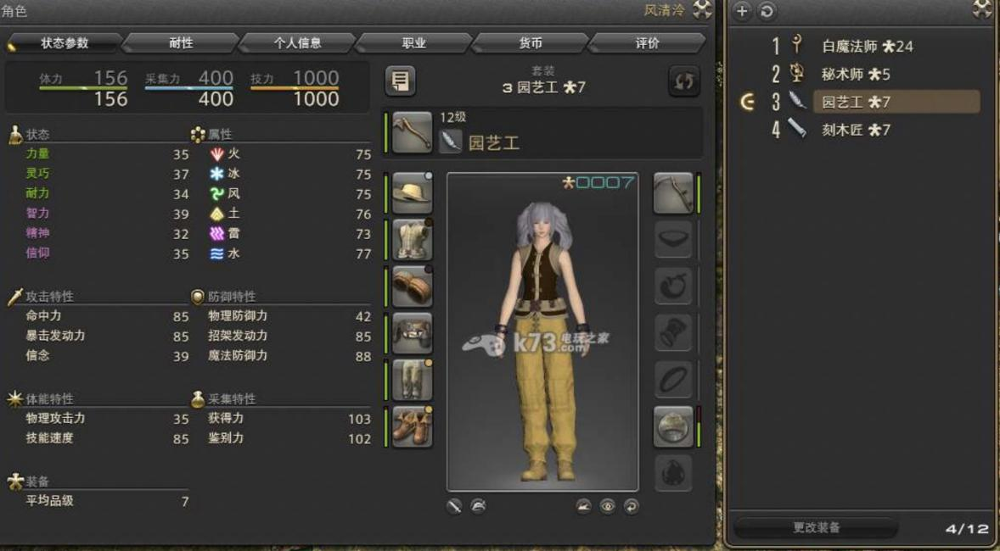 角色
风清泠
状态参数
耐性
个人信息
职业
货币
评价
体力 156
156
采集力 400
400
技力 1000
1000
套装
3 园艺工 7
12级
园艺工
状态
力量 35
灵巧 37
耐力 34
智力 39
精神 32
信仰 35
属性
火 75
冰 75
风 75
土 76
雷 73
水 77
攻击特性
命中力 85
暴击发动力 85
信念 39
防御特性
物理防御力 42
招架发动力 85
魔法防御力 88
体能特性
物理攻击力 35
技能速度 85
采集特性
获得力 103
鉴别力 102
装备
平均品级 7
0007
k73.com
电玩之家
1 白魔法师 24
2 秘术师 5
3 园艺工 7
4 刻木匠 7
更改装备
4/12